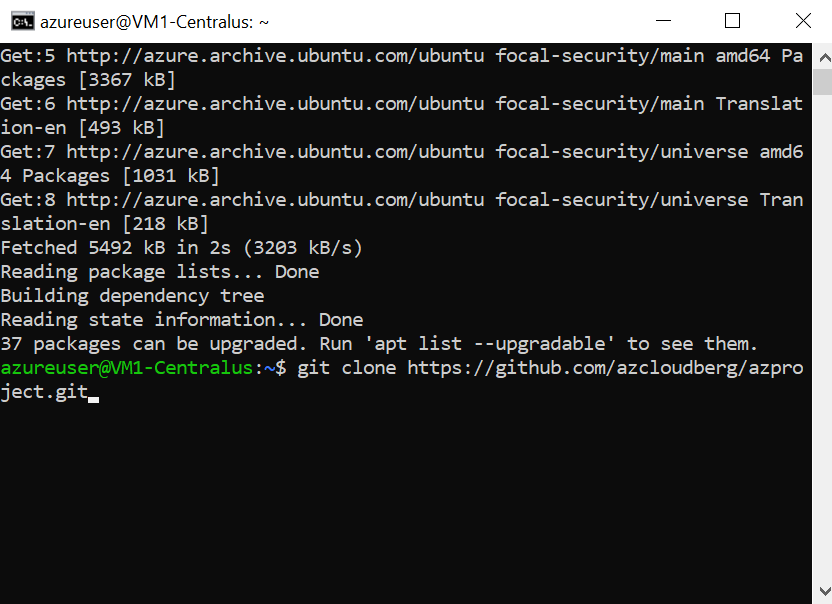 azureuser@VM1-Centralus: ~
Get:5 http://azure.archive.ubuntu.com/ubuntu focal-security/main amd64 Pa
ckages [3367 kB]
Get:6 http://azure.archive.ubuntu.com/ubuntu focal-security/main Translat
ion-en [493 kB]
Get:7 http://azure.archive.ubuntu.com/ubuntu focal-security/universe amd6
4 Packages [1031 kB]
Get:8 http://azure.archive.ubuntu.com/ubuntu focal-security/universe Tran
slation-en [218 kB]
Fetched 5492 kB in 2s (3203 kB/s)
Reading package lists... Done
Building dependency tree
Reading state information... Done
37 packages can be upgraded. Run 'apt list --upgradable' to see them.
azureuser@VM1-Centralus:~$ git clone https://github.com/azcloudberg/azpro
ject.git